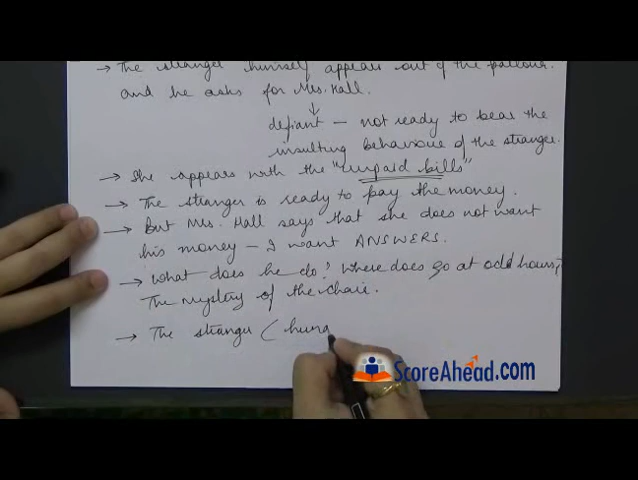 → The stranger himself appears out of the parlour.
and he asks for Mrs. Hall.
↓
defiant — not ready to bear the
insulting behaviour of the stranger.
→ She appears with the "unpaid bills"
→ The stranger is ready to pay the money.
→ But Mrs. Hall says that she does not want
his money – I want ANSWERS.
→ What does he do? Where does go at odd hours,
The mystery of the chair.
→ The stranger ( hung
ScoreAhead.com